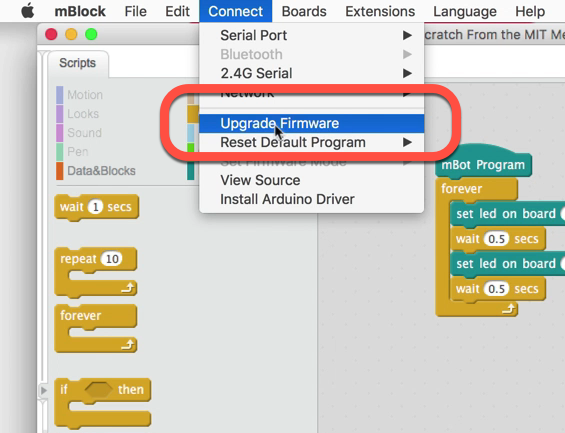 mBlock File Edit Connect Boards Extensions Language Help
Scratch From the MIT Me
Serial Port
Bluetooth
2.4G Serial
Network
Upgrade Firmware
Reset Default Program
Set Firmware Mode
View Source
Install Arduino Driver
Scripts
Motion
Looks
Sound
Pen
Data&Blocks
wait 1 secs
repeat 10
forever
if then
mBot Program
forever
set led on board
wait 0.5 secs
set led on board
wait 0.5 secs